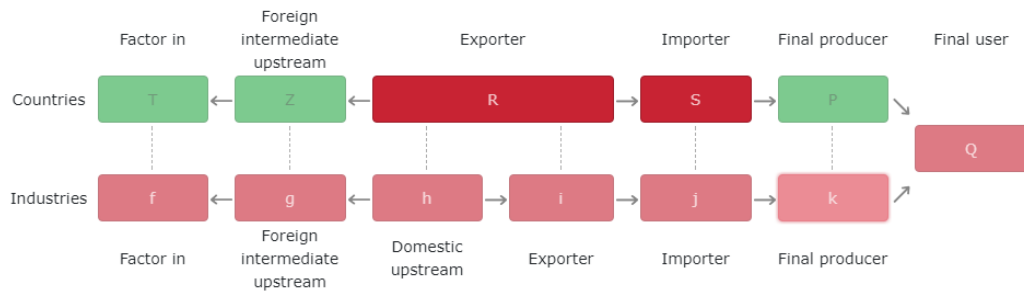 Foreign
Factor in intermediate Exporter Importer Final producer Final user
upstream
Countries T Z R S P
Q
Industries f g h i j k
Foreign Domestic
Factor in intermediate upstream Exporter Importer Final producer
upstream